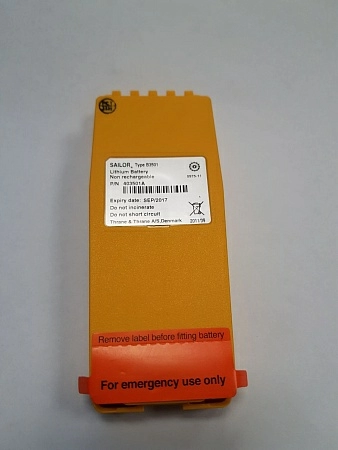 SAILOR® Type B3501
Lithium Battery
Non rechargeable
P/N 403501A
Expiry date: SEP/2017
Do not incinerate
Do not short circuit
Thrane & Thrane A/S, Denmark
Remove label before fitting battery
For emergency use only